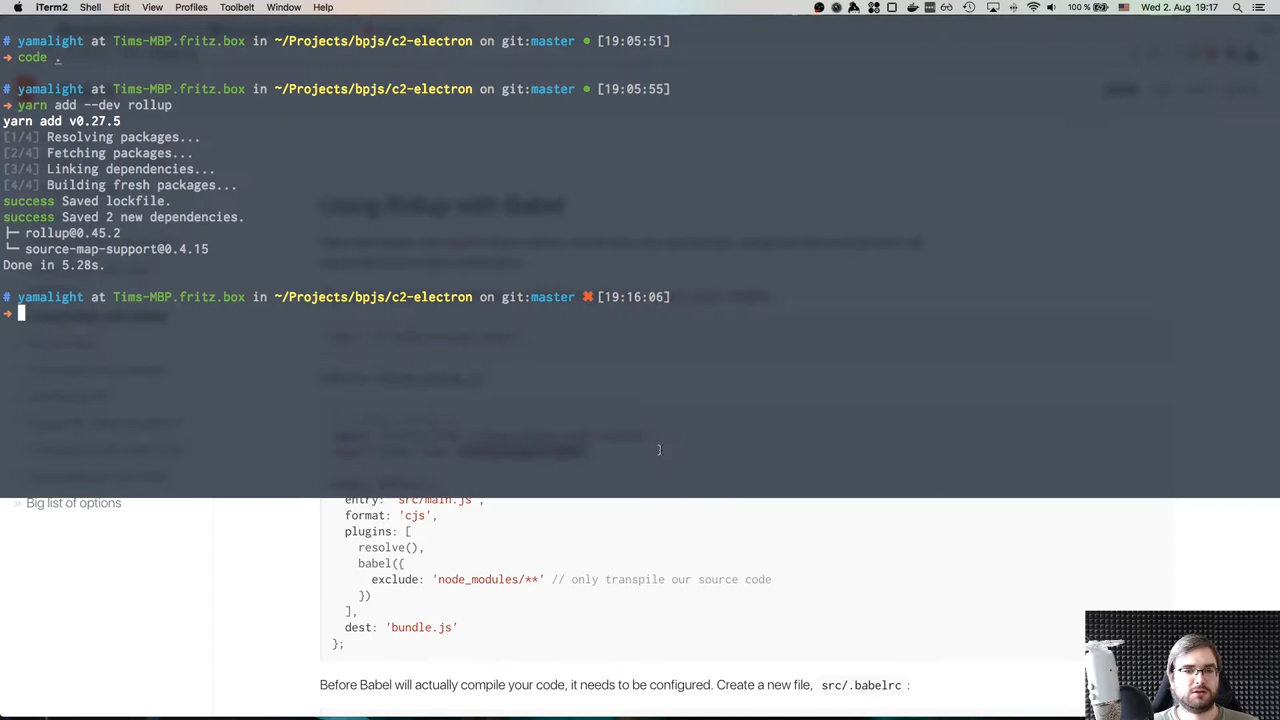 iTerm2 Shell Edit View Profiles Toolbelt Window Help 100 % Wed 2. Aug 19:17
# yamalight at Tims-MBP.fritz.box in ~/Projects/bpjs/c2-electron on git:master ● [19:05:51]
➜ code .
# yamalight at Tims-MBP.fritz.box in ~/Projects/bpjs/c2-electron on git:master ● [19:05:55]
➜ yarn add --dev rollup
yarn add v0.27.5
[1/4] Resolving packages...
[2/4] Fetching packages...
[3/4] Linking dependencies...
[4/4] Building fresh packages...
success Saved lockfile.
success Saved 2 new dependencies.
├─ rollup@0.45.2
└─ source-map-support@0.4.15
Done in 5.28s.
# yamalight at Tims-MBP.fritz.box in ~/Projects/bpjs/c2-electron on git:master ✖ [19:16:06]
➜
Using Rollup with Babel
» Big list of options
entry: 'src/main.js',
format: 'cjs',
plugins: [
resolve(),
babel({
exclude: 'node_modules/**' // only transpile our source code
})
],
dest: 'bundle.js'
};
Before Babel will actually compile your code, it needs to be configured. Create a new file, src/.babelrc :